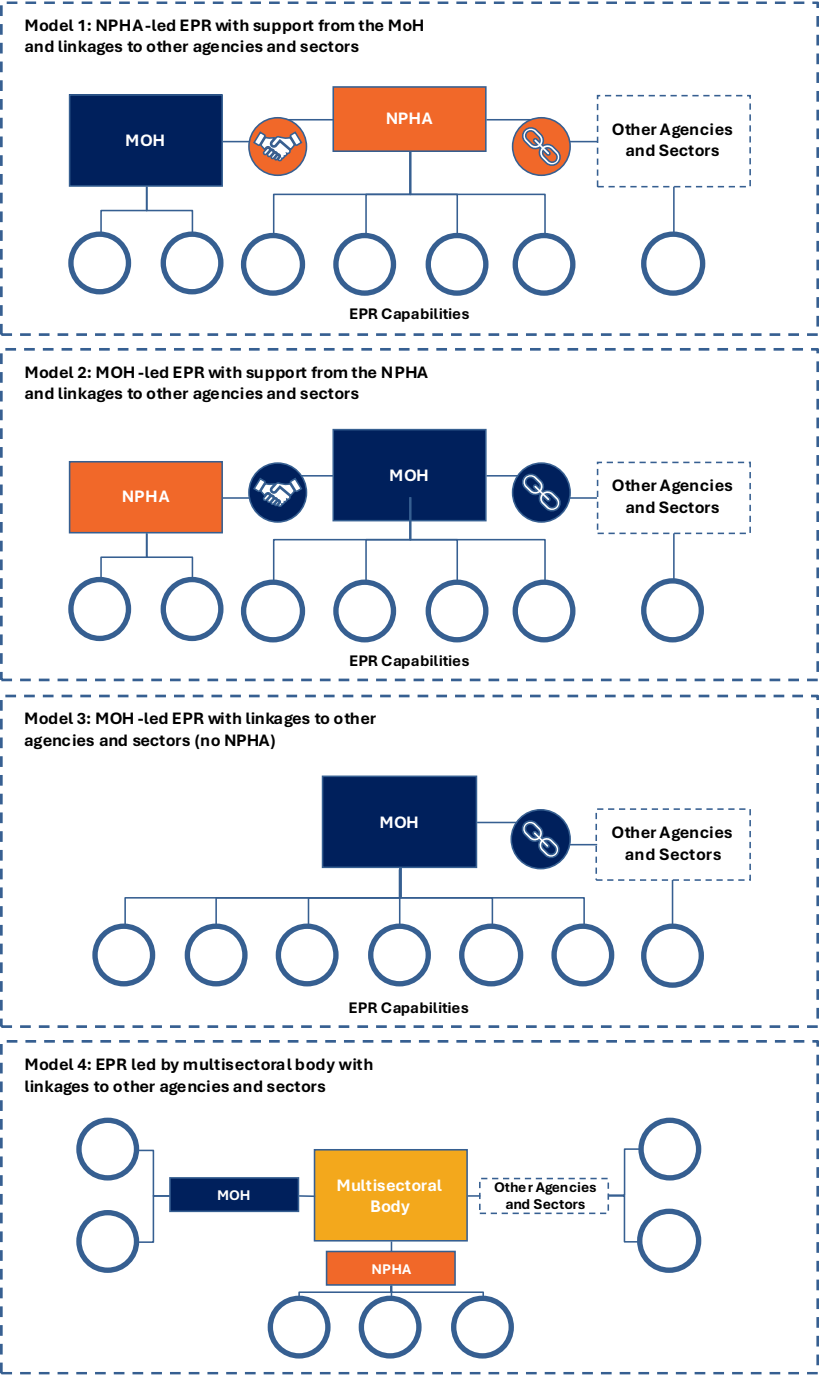 Model 1: NPHA-led EPR with support from the MoH
and linkages to other agencies and sectors
MOH
NPHA
Other Agencies
and Sectors
EPR Capabilities
Model 2: MOH -led EPR with support from the NPHA
and linkages to other agencies and sectors
NPHA
MOH
Other Agencies
and Sectors
EPR Capabilities
Model 3: MOH -led EPR with linkages to other
agencies and sectors (no NPHA)
MOH
Other Agencies
and Sectors
EPR Capabilities
Model 4: EPR led by multisectoral body with
linkages to other agencies and sectors
MOH
Multisectoral
Body
Other Agencies
and Sectors
NPHA